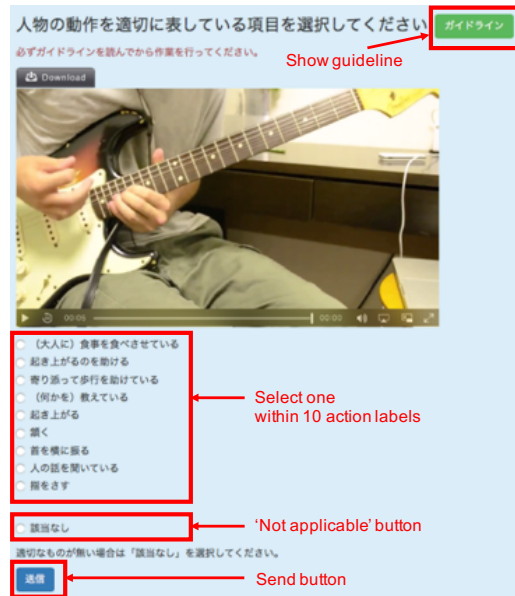 人物の動作を適切に表している項目を選択してください
ガイドライン
必ずガイドラインを読んでから作業を行ってください。
Show guideline
Download
00:05
00:00
（大人に）食事を食べさせている
起き上がるのを助ける
寄り添って歩行を助けている
（何かを）教えている
起き上がる
頷く
首を横に振る
人の話を聞いている
指をさす
Select one
within 10 action labels
該当なし
'Not applicable' button
適切なものが無い場合は「該当なし」を選択してください。
送信
Send button